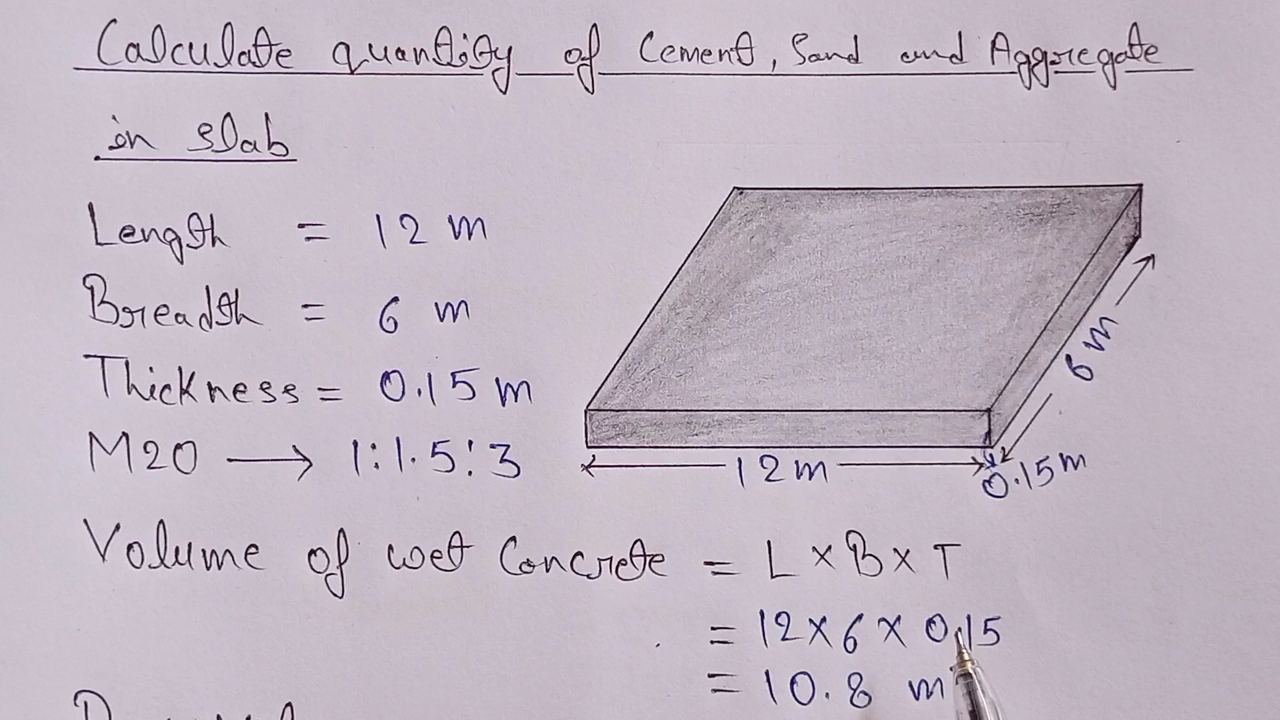 Calculate quantity of Cement, Sand and Aggregate
in slab
Length = 12 m
Breadth = 6 m
Thickness = 0.15 m
M20 → 1:1.5:3
6 m
12 m
0.15 m
Volume of wet Concrete = L × B × T
= 12 × 6 × 0.15
= 10.8 m